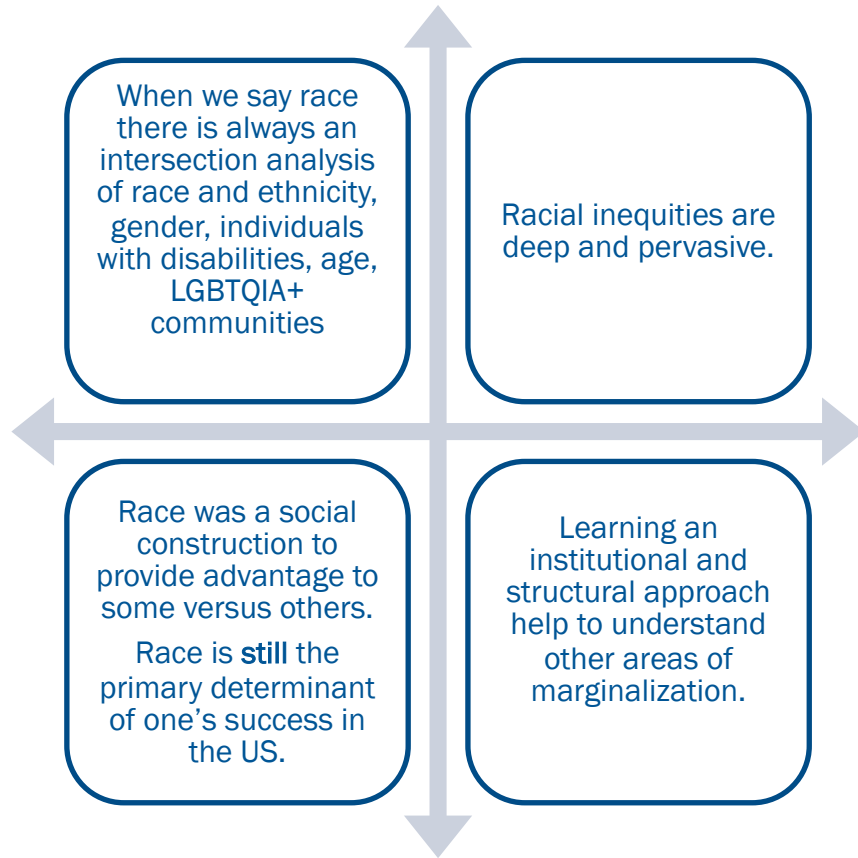 When we say race
there is always an
intersection analysis
of race and ethnicity,
gender, individuals
with disabilities, age,
LGBTQIA+
communities
Racial inequities are
deep and pervasive.
Race was a social
construction to
provide advantage to
some versus others.
Race is still the
primary determinant
of one’s success in
the US.
Learning an
institutional and
structural approach
help to understand
other areas of
marginalization.